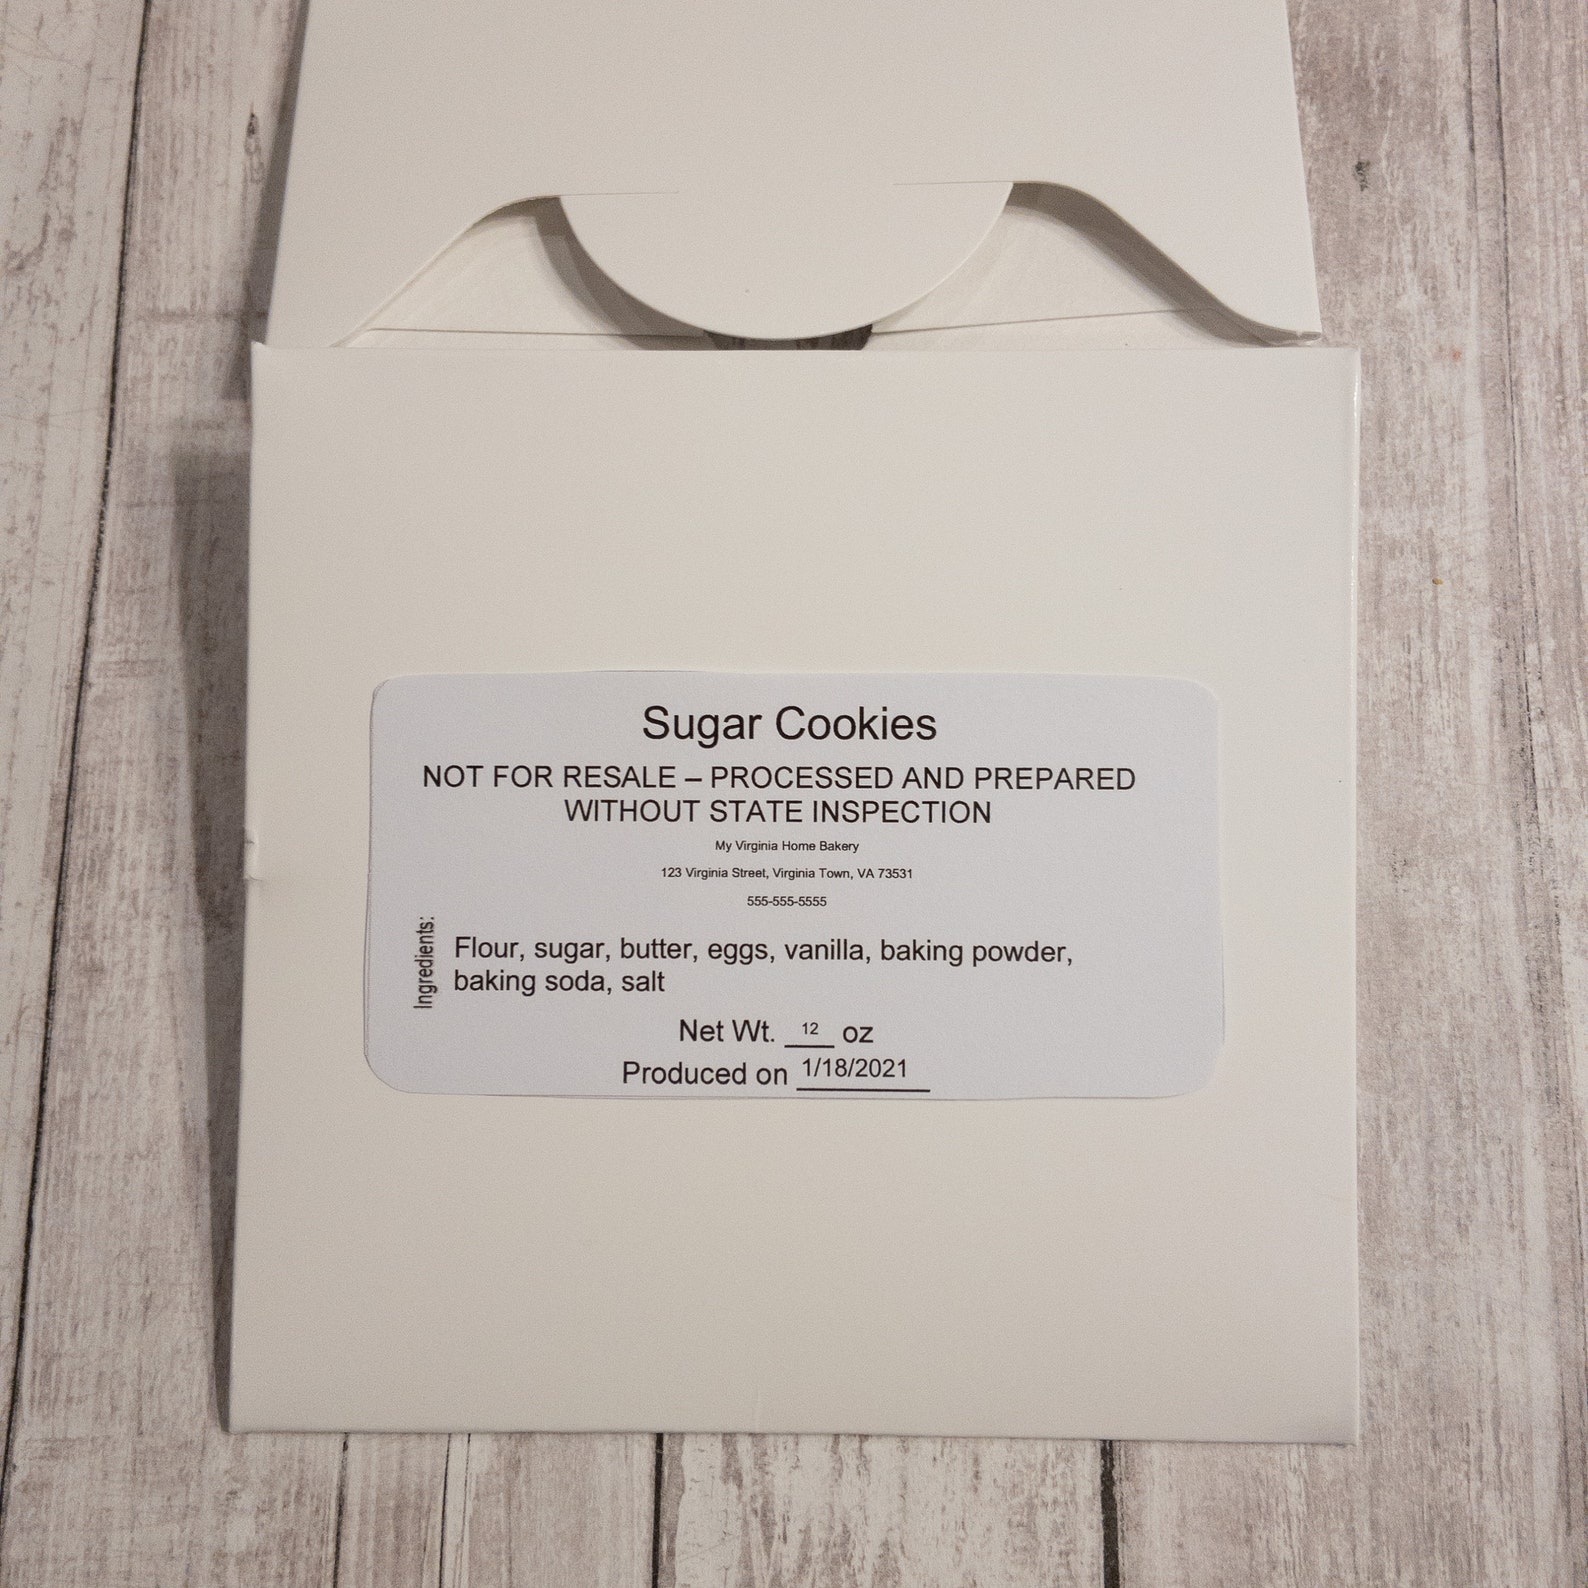 Sugar Cookies
NOT FOR RESALE – PROCESSED AND PREPARED
WITHOUT STATE INSPECTION
My Virginia Home Bakery
123 Virginia Street, Virginia Town, VA 73531
555-555-5555
Ingredients:
Flour, sugar, butter, eggs, vanilla, baking powder,
baking soda, salt
Net Wt. 12 oz
Produced on 1/18/2021